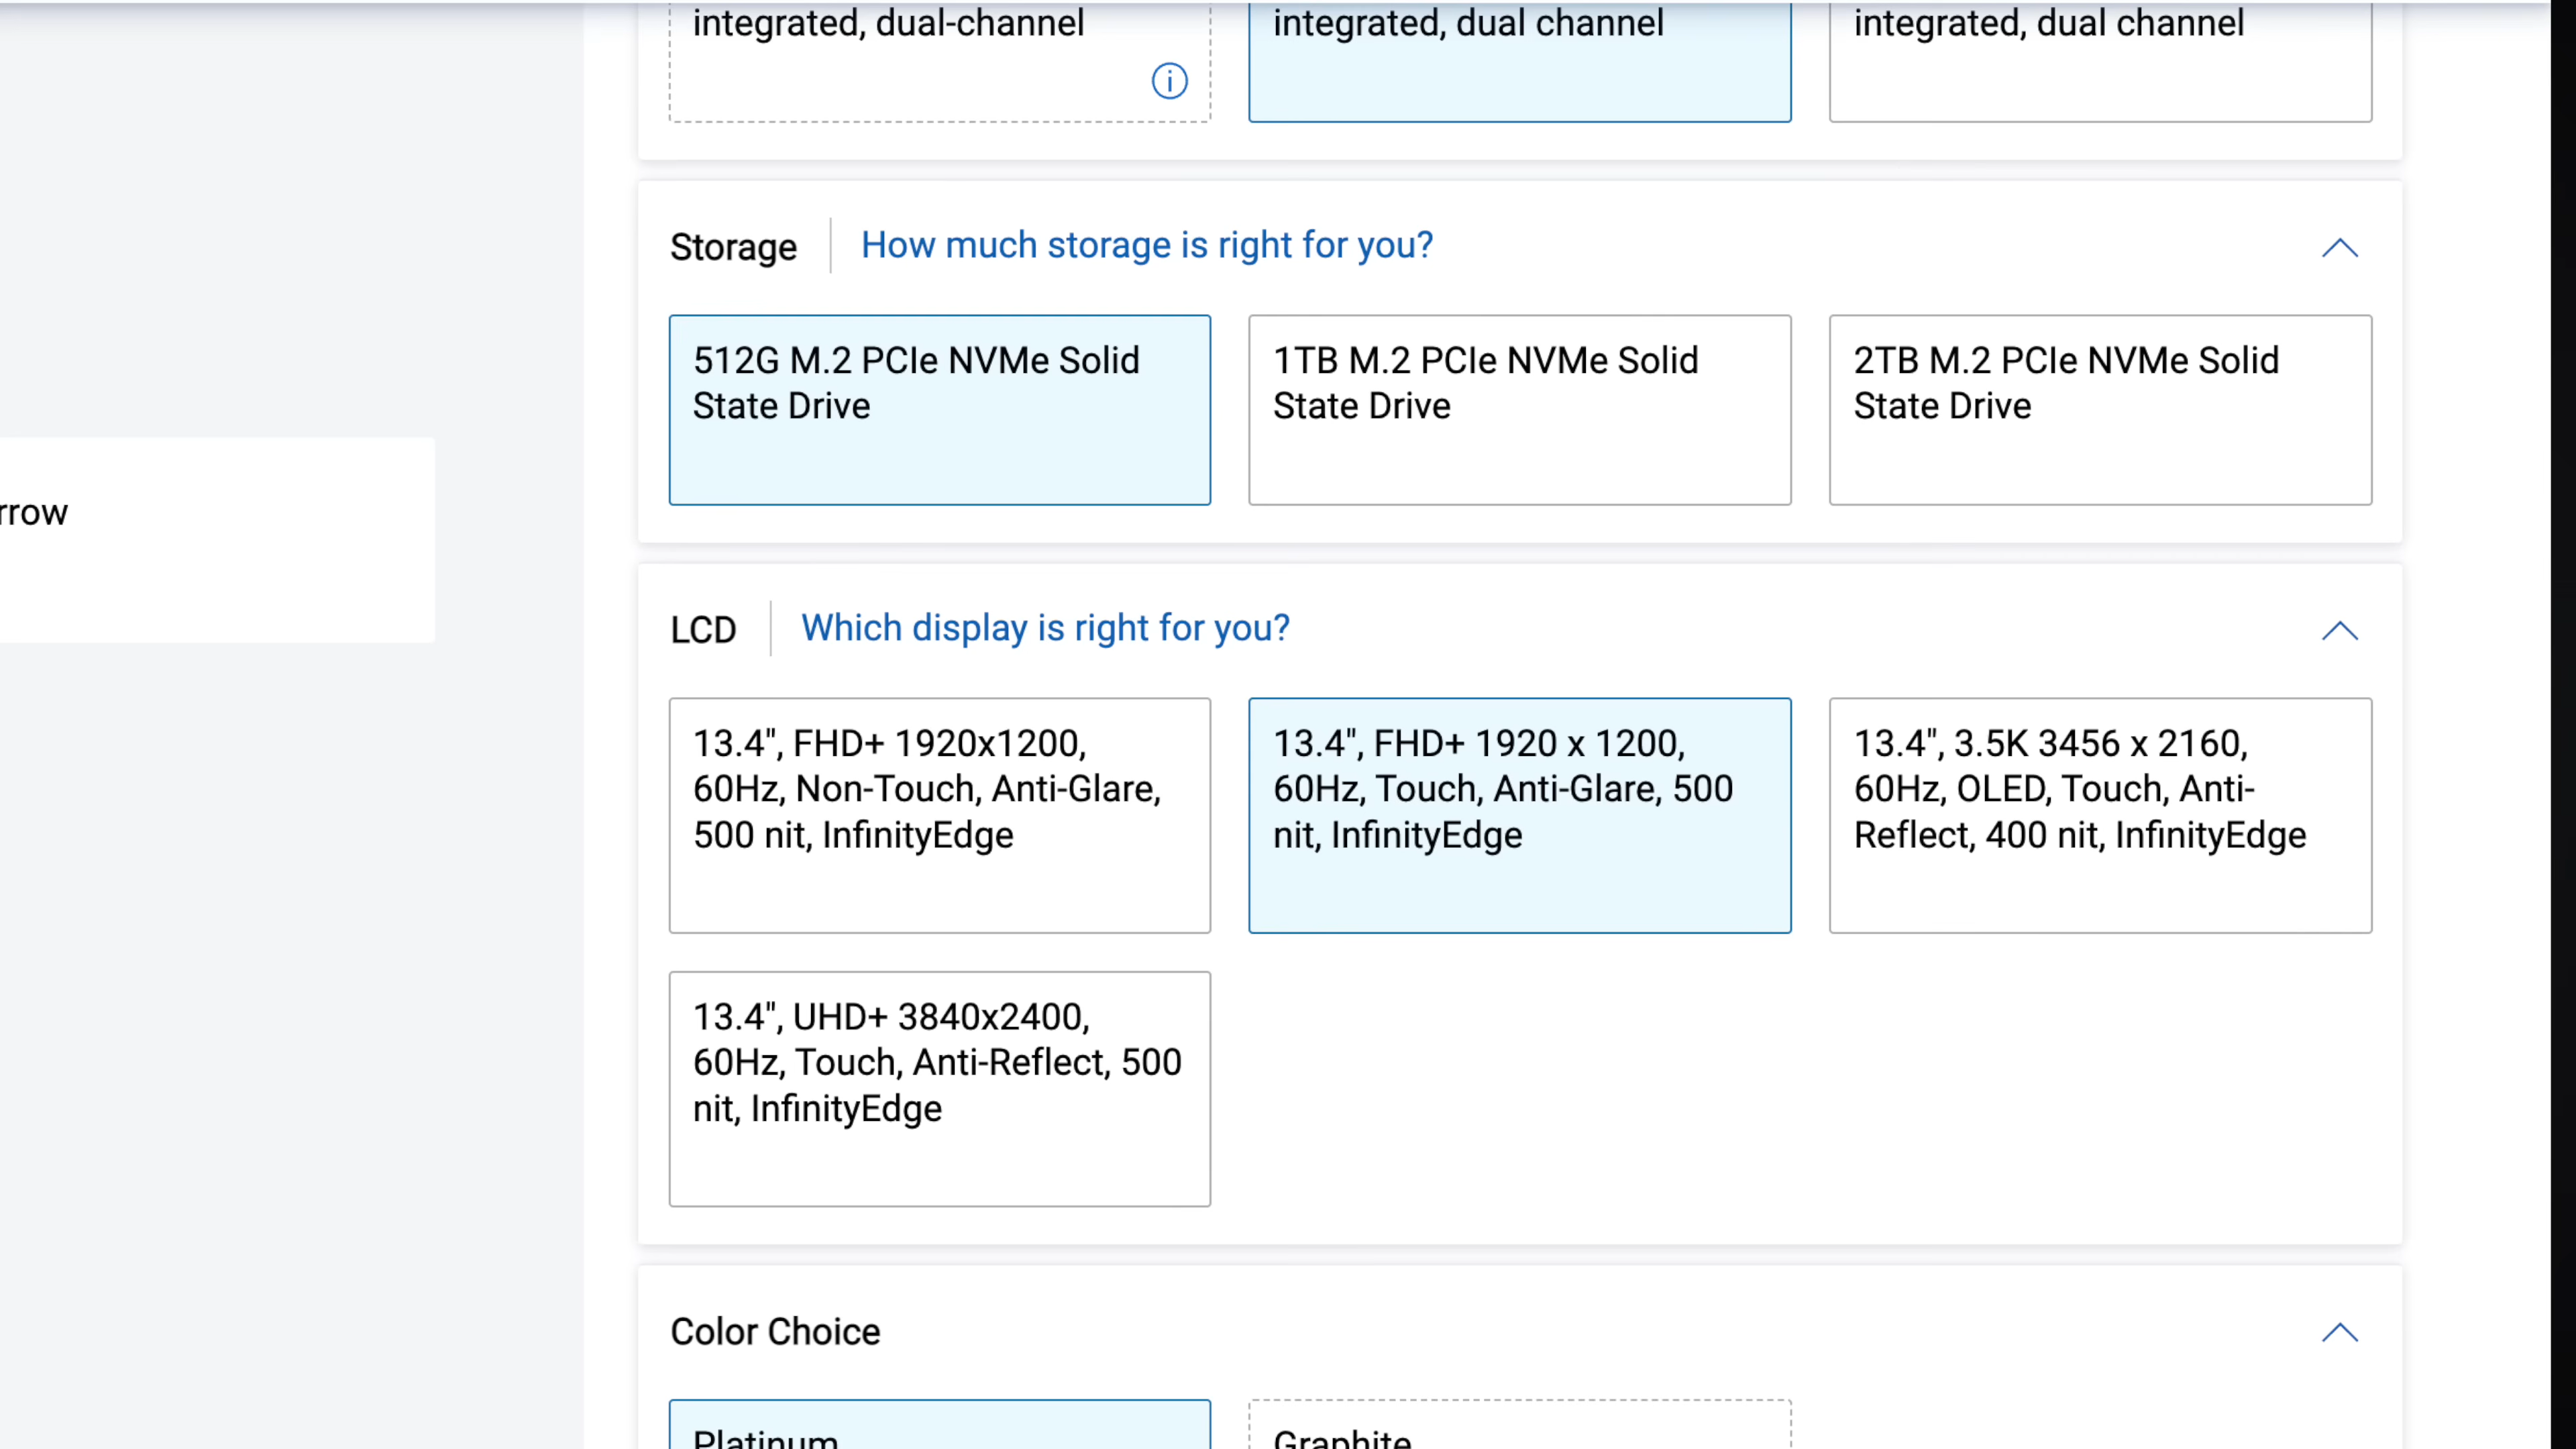 integrated, dual-channel
integrated, dual channel
integrated, dual channel
Storage
How much storage is right for you?
512G M.2 PCIe NVMe Solid
State Drive
1TB M.2 PCIe NVMe Solid
State Drive
2TB M.2 PCIe NVMe Solid
State Drive
rrow
LCD
Which display is right for you?
13.4", FHD+ 1920x1200,
60Hz, Non-Touch, Anti-Glare,
500 nit, InfinityEdge
13.4", FHD+ 1920 x 1200,
60Hz, Touch, Anti-Glare, 500
nit, InfinityEdge
13.4", 3.5K 3456 x 2160,
60Hz, OLED, Touch, Anti-
Reflect, 400 nit, InfinityEdge
13.4", UHD+ 3840x2400,
60Hz, Touch, Anti-Reflect, 500
nit, InfinityEdge
Color Choice
Platinum
Graphite